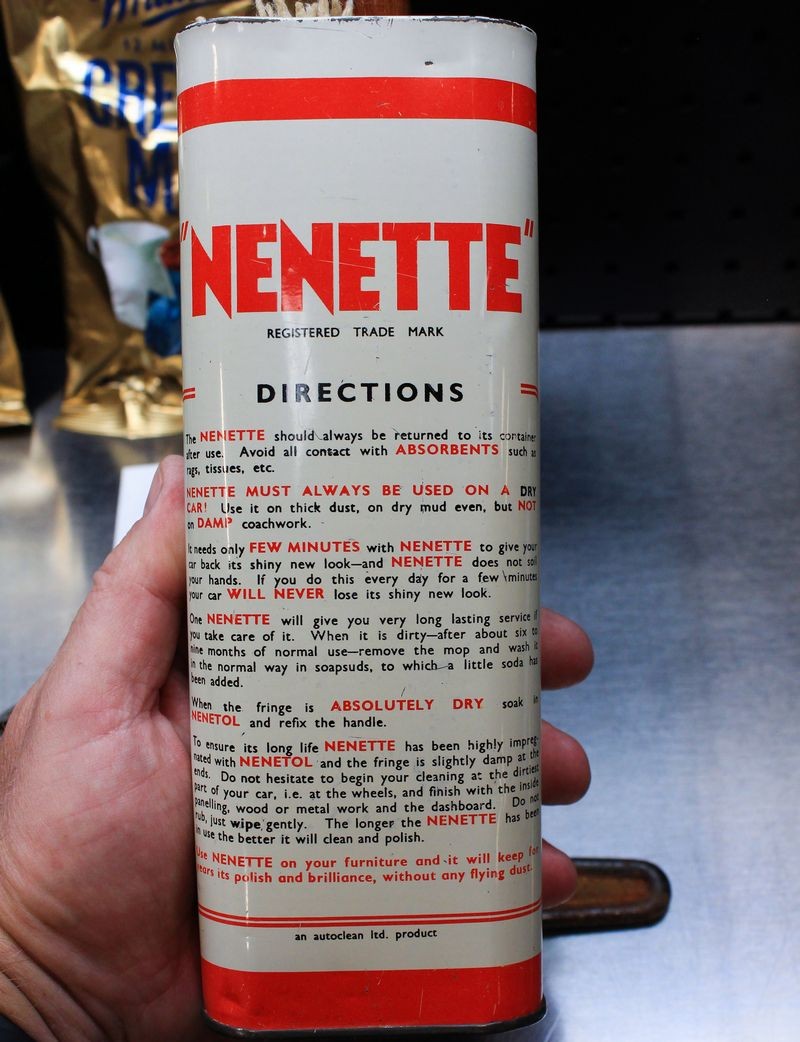 "NENETTE"
REGISTERED TRADE MARK
DIRECTIONS
The NENETTE should always be returned to its container
after use. Avoid all contact with ABSORBENTS such as
rags, tissues, etc.
NENETTE MUST ALWAYS BE USED ON A DRY
CAR! Use it on thick dust, on dry mud even, but NOT
on DAMP coachwork.
It needs only FEW MINUTES with NENETTE to give your
car back its shiny new look—and NENETTE does not soil
your hands. If you do this every day for a few minutes
your car WILL NEVER lose its shiny new look.
One NENETTE will give you very long lasting service if
you take care of it. When it is dirty—after about six to
nine months of normal use—remove the mop and wash it
in the normal way in soapsuds, to which a little soda has
been added.
When the fringe is ABSOLUTELY DRY soak in
NENETOL and refix the handle.
To ensure its long life NENETTE has been highly impreg-
nated with NENETOL and the fringe is slightly damp at the
ends. Do not hesitate to begin your cleaning at the dirtiest
part of your car, i.e. at the wheels, and finish with the inside
panelling, wood or metal work and the dashboard. Do not
rub, just wipe gently. The longer the NENETTE has been
in use the better it will clean and polish.
Use NENETTE on your furniture and it will keep for
years its polish and brilliance, without any flying dust.
an autoclean ltd. product